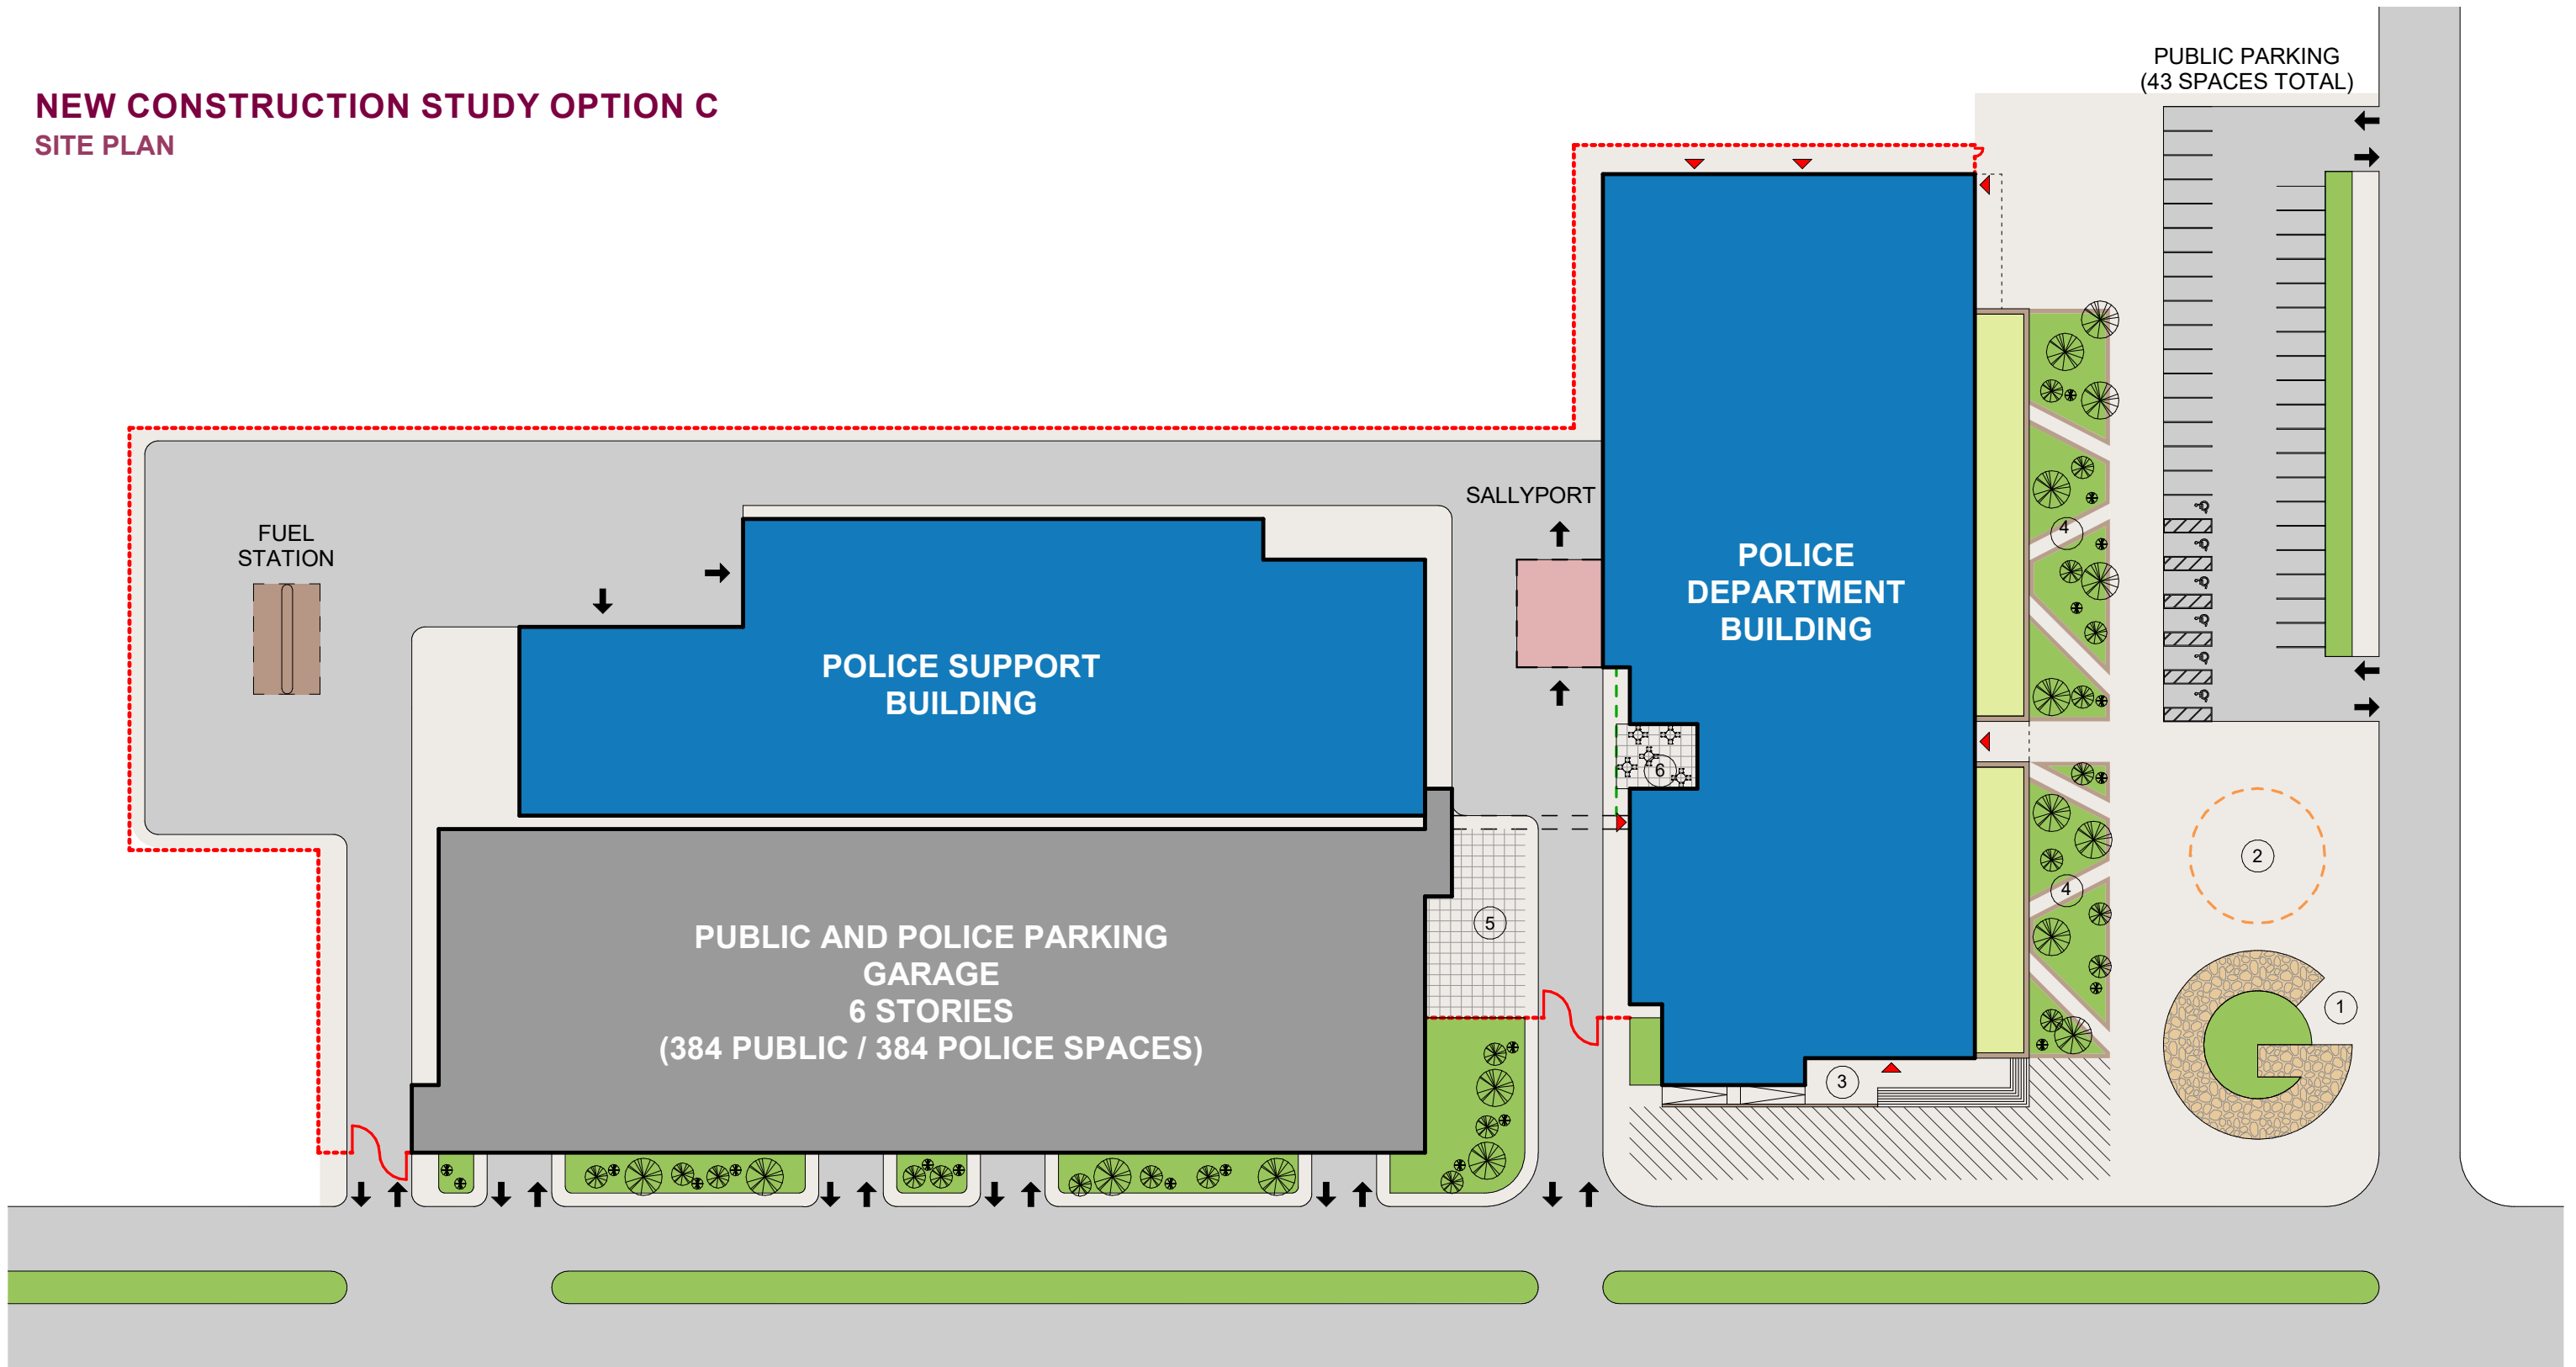 NEW CONSTRUCTION STUDY OPTION C
SITE PLAN
PUBLIC PARKING
(43 SPACES TOTAL)
SALLYPORT
FUEL
STATION
POLICE
DEPARTMENT
BUILDING
4
POLICE SUPPORT
BUILDING
6
2
4
5
PUBLIC AND POLICE PARKING
GARAGE
6 STORIES
(384 PUBLIC / 384 POLICE SPACES)
1
3